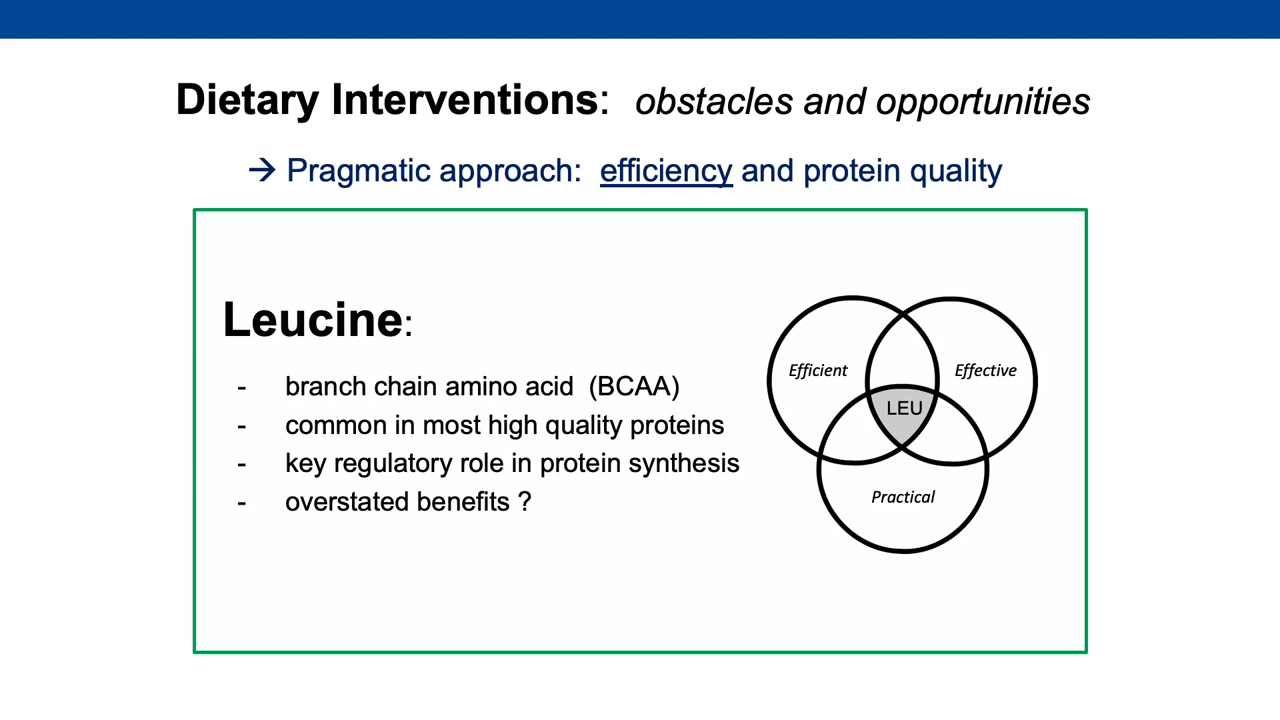 Dietary Interventions: obstacles and opportunities
→ Pragmatic approach: efficiency and protein quality
Leucine:
- branch chain amino acid (BCAA)
- common in most high quality proteins
- key regulatory role in protein synthesis
- overstated benefits ?
Efficient
Effective
LEU
Practical